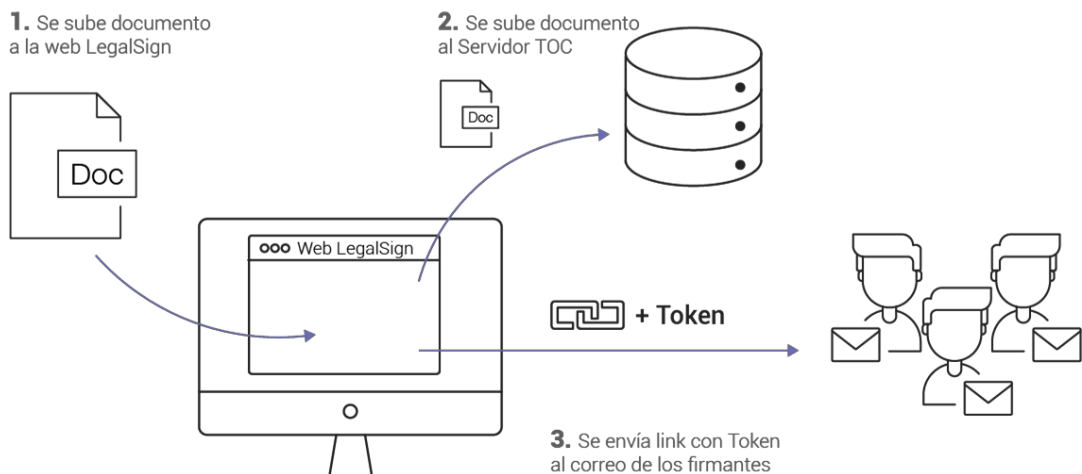 1. Se sube documento
a la web LegalSign
2. Se sube documento
al Servidor TOC
Doc
Doc
Web LegalSign
+ Token
3. Se envía link con Token
al correo de los firmantes